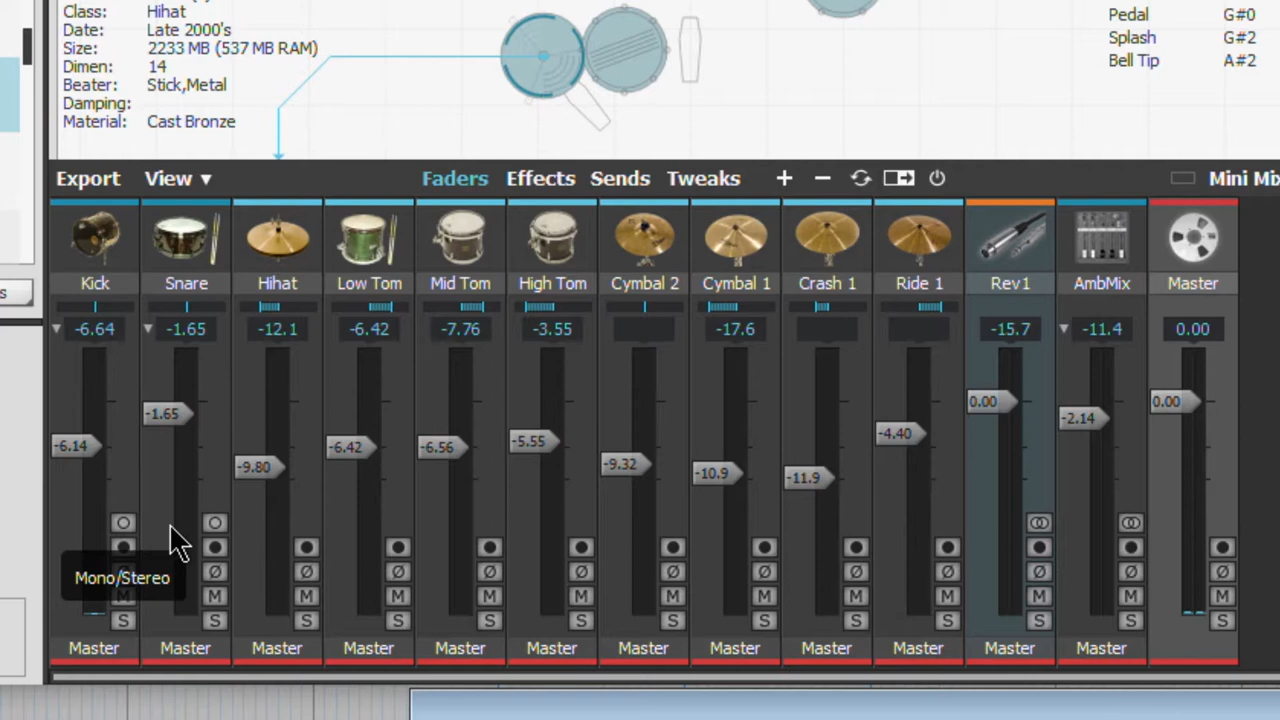 Class: Hihat
Date: Late 2000's
Size: 2233 MB (537 MB RAM)
Dimen: 14
Beater: Stick,Metal
Damping:
Material: Cast Bronze
Pedal G#0
Splash G#2
Bell Tip A#2
Export View ▼ Faders Effects Sends Tweaks + − Mini Mix
Kick Snare Hihat Low Tom Mid Tom High Tom Cymbal 2 Cymbal 1 Crash 1 Ride 1 Rev1 AmbMix Master
-6.64 -1.65 -12.1 -6.42 -7.76 -3.55 -17.6 -15.7 -11.4 0.00
-6.14 -1.65 -9.80 -6.42 -6.56 -5.55 -9.32 -10.9 -11.9 -4.40 0.00 -2.14 0.00
Ø Ø Ø Ø Ø Ø Ø Ø Ø Ø Ø Ø
Mono/Stereo
M M M M M M M M M M M M M
S S S S S S S S S S S S S
Master Master Master Master Master Master Master Master Master Master Master Master